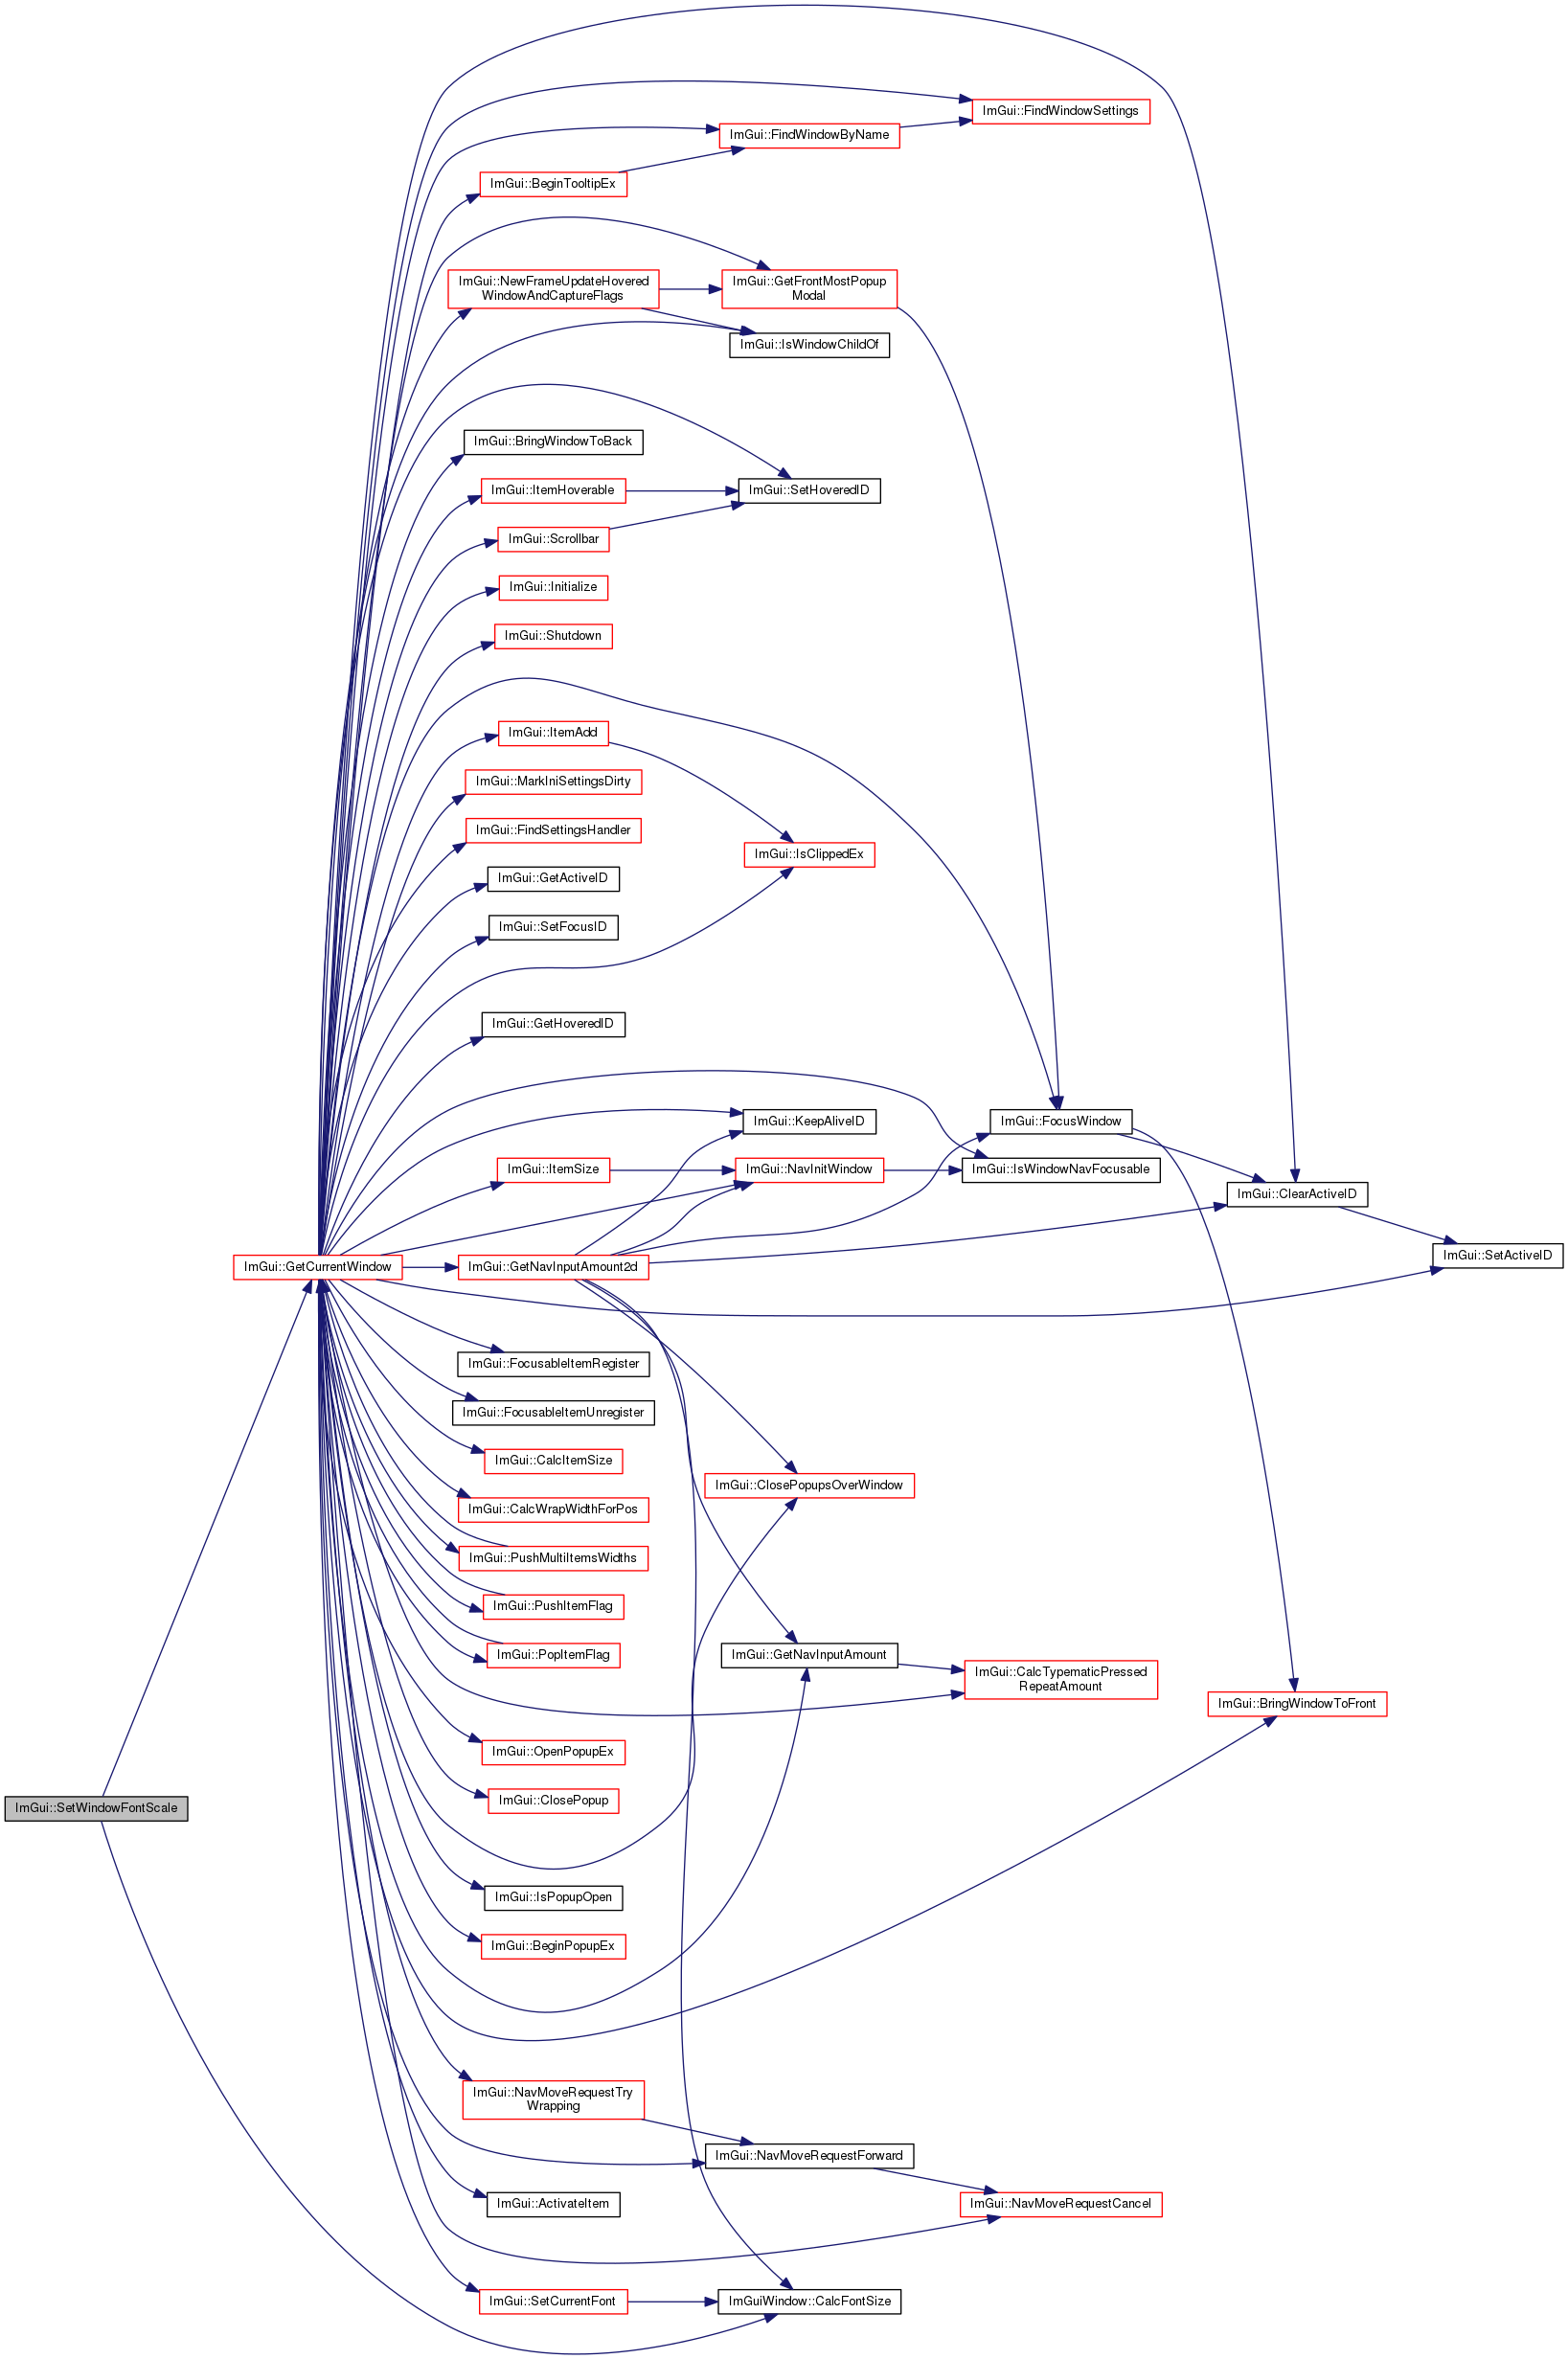 ImGui::FindWindowSettings
ImGui::FindWindowByName
ImGui::BeginTooltipEx
ImGui::NewFrameUpdateHovered
WindowAndCaptureFlags
ImGui::GetFrontMostPopup
Modal
ImGui::IsWindowChildOf
ImGui::BringWindowToBack
ImGui::ItemHoverable
ImGui::SetHoveredID
ImGui::Scrollbar
ImGui::Initialize
ImGui::Shutdown
ImGui::ItemAdd
ImGui::MarkIniSettingsDirty
ImGui::FindSettingsHandler
ImGui::IsClippedEx
ImGui::GetActiveID
ImGui::SetFocusID
ImGui::GetHoveredID
ImGui::KeepAliveID
ImGui::FocusWindow
ImGui::ItemSize
ImGui::NavInitWindow
ImGui::IsWindowNavFocusable
ImGui::ClearActiveID
ImGui::SetActiveID
ImGui::GetCurrentWindow
ImGui::GetNavInputAmount2d
ImGui::FocusableItemRegister
ImGui::FocusableItemUnregister
ImGui::CalcItemSize
ImGui::ClosePopupsOverWindow
ImGui::CalcWrapWidthForPos
ImGui::PushMultiItemsWidths
ImGui::PushItemFlag
ImGui::PopItemFlag
ImGui::GetNavInputAmount
ImGui::CalcTypematicPressed
RepeatAmount
ImGui::BringWindowToFront
ImGui::OpenPopupEx
ImGui::ClosePopup
ImGui::SetWindowFontScale
ImGui::IsPopupOpen
ImGui::BeginPopupEx
ImGui::NavMoveRequestTry
Wrapping
ImGui::NavMoveRequestForward
ImGui::ActivateItem
ImGui::NavMoveRequestCancel
ImGui::SetCurrentFont
ImGuiWindow::CalcFontSize